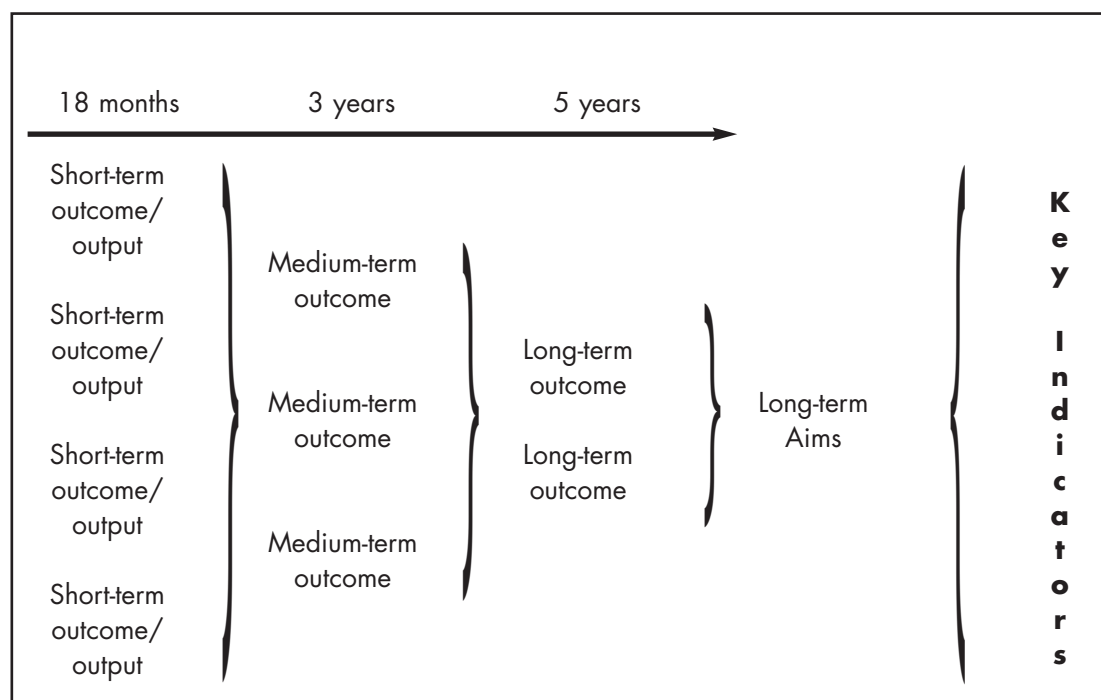 18 months
3 years
5 years
Short-term
outcome/
output
Short-term
outcome/
output
Short-term
outcome/
output
Short-term
outcome/
output
Medium-term
outcome
Medium-term
outcome
Medium-term
outcome
Long-term
outcome
Long-term
outcome
Long-term
Aims
Key Indicators